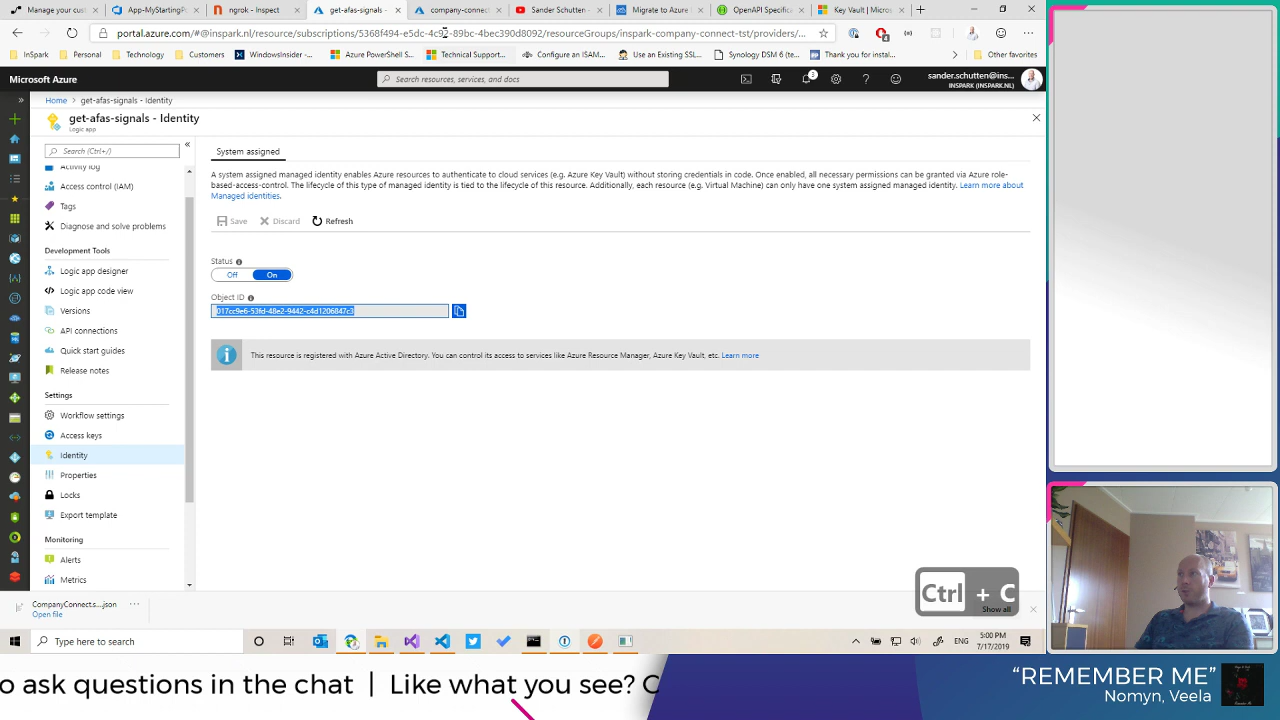 Manage your cust
App-MyStartingP
ngrok - Inspect
get-afas-signals -
company-connect
Sander Schutten -
Migrate to Azure
OpenAPI Specifica
Key Vault | Micros
portal.azure.com/#@inspark.nl/resource/subscriptions/5368f494-e5dc-4c92-89bc-4bec390d8092/resourceGroups/inspark-company-connect-tst/providers/...
InSpark
Parson
Technology
Customers
WindowsInsider
Azure PowerShell...
Technical Support...
Companies Consult...
Configure an iSAM...
Use an Existing SSL...
Synology DSM 6 (te...
Thank you for instal...
Other favorites
Microsoft Azure
Search resources, services, and docs
3
sander.schutten@ins...
INSPARK (INSPARK.NL)
Home > get-afas-signals - Identity
get-afas-signals - Identity
Logic app
Search (Ctrl+/)
Activity log
Access control (IAM)
Tags
Diagnose and solve problems
Development Tools
Logic app designer
Logic app code view
Versions
API connections
Quick start guides
Release notes
Settings
Workflow settings
Access keys
Identity
Properties
Locks
Export template
Monitoring
Alerts
Metrics
System assigned
A system assigned managed identity enables Azure resources to authenticate to cloud services (e.g. Azure Key Vault) without storing credentials in code. Once enabled, all necessary permissions can be granted via Azure role-
based-access-control. The lifecycle of this type of managed identity is tied to the lifecycle of this resource. Additionally, each resource (e.g. Virtual Machine) can only have one system assigned managed identity. Learn more about
Managed identities.
Save
Discard
Refresh
Status
Off
On
Object ID
017cc9e6-53fd-48e2-9442-c4d1206847c3
This resource is registered with Azure Active Directory. You can control its access to services like Azure Resource Manager, Azure Key Vault, etc. Learn more
Ctrl + C
CompanyConnect.s....json
Open file
Show all
Type here to search
ENG
5:00 PM
7/17/2019
o ask questions in the chat | Like what you see? C
"REMEMBER ME"
Nomyn, Veela